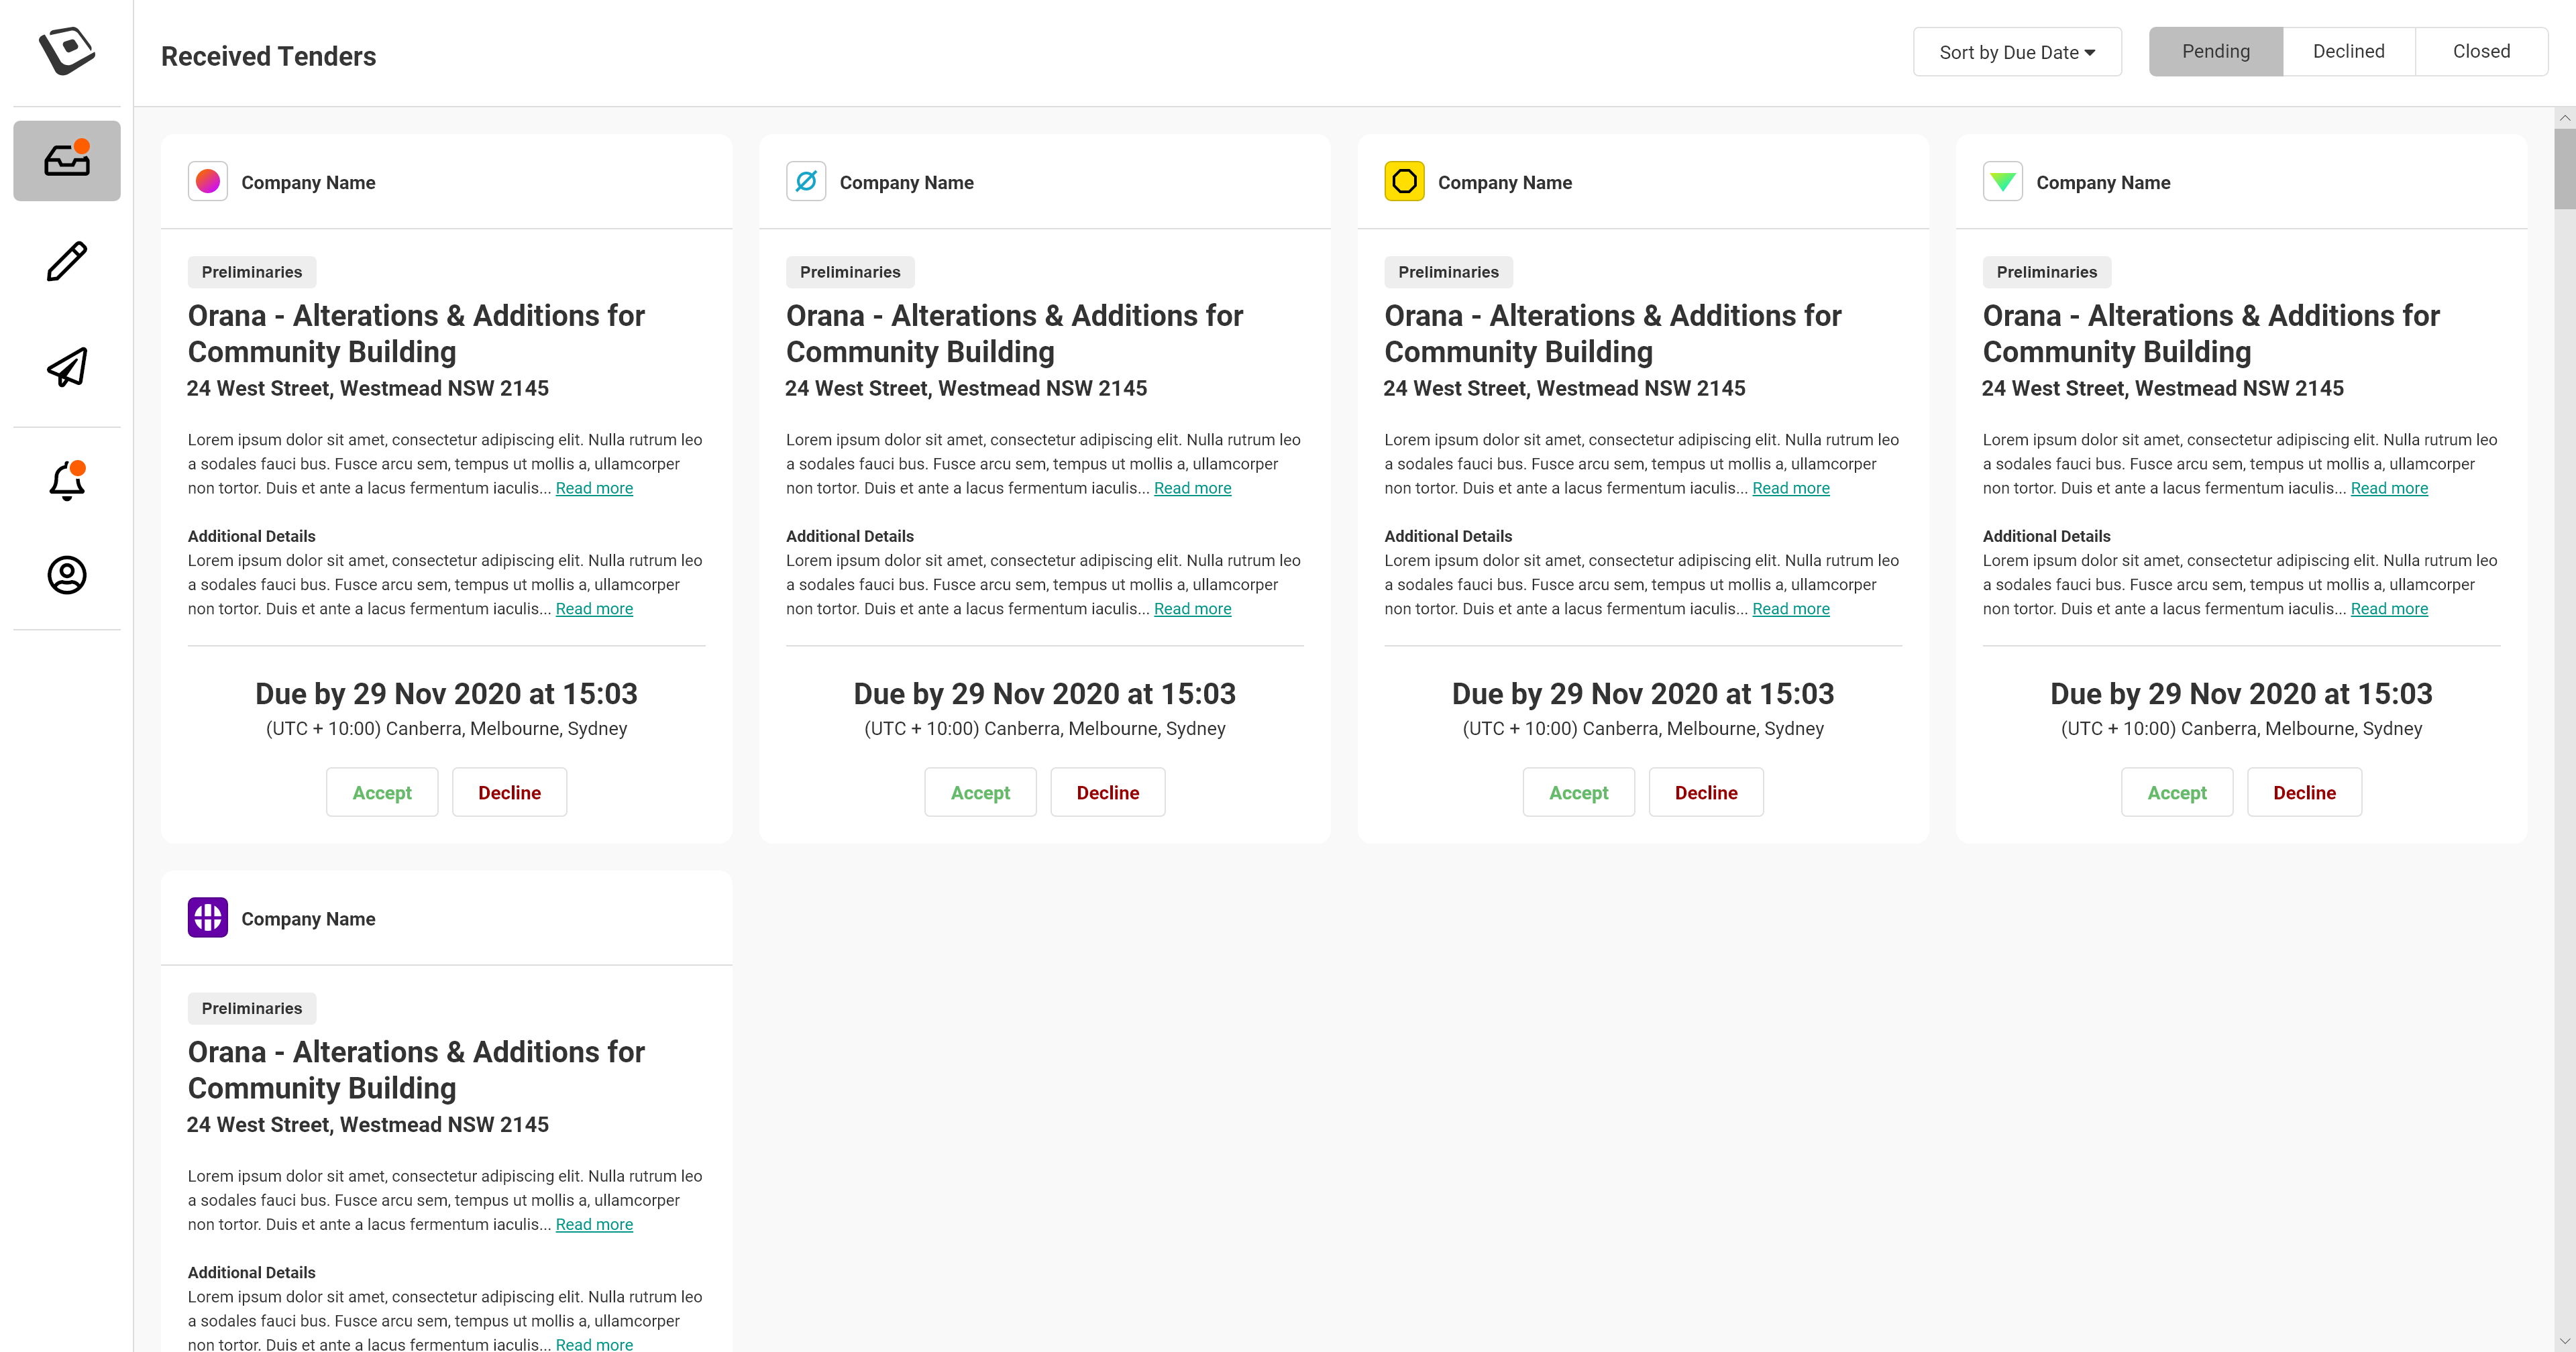 Received Tenders
Sort by Due Date
Pending
Declined
Closed
Company Name
Preliminaries
Orana - Alterations & Additions for
Community Building
24 West Street, Westmead NSW 2145
Lorem ipsum dolor sit amet, consectetur adipiscing elit. Nulla rutrum leo
a sodales fauci bus. Fusce arcu sem, tempus ut mollis a, ullamcorper
non tortor. Duis et ante a lacus fermentum iaculis... Read more
Additional Details
Lorem ipsum dolor sit amet, consectetur adipiscing elit. Nulla rutrum leo
a sodales fauci bus. Fusce arcu sem, tempus ut mollis a, ullamcorper
non tortor. Duis et ante a lacus fermentum iaculis... Read more
Due by 29 Nov 2020 at 15:03
(UTC + 10:00) Canberra, Melbourne, Sydney
Accept
Decline
Company Name
Preliminaries
Orana - Alterations & Additions for
Community Building
24 West Street, Westmead NSW 2145
Lorem ipsum dolor sit amet, consectetur adipiscing elit. Nulla rutrum leo
a sodales fauci bus. Fusce arcu sem, tempus ut mollis a, ullamcorper
non tortor. Duis et ante a lacus fermentum iaculis... Read more
Additional Details
Lorem ipsum dolor sit amet, consectetur adipiscing elit. Nulla rutrum leo
a sodales fauci bus. Fusce arcu sem, tempus ut mollis a, ullamcorper
non tortor. Duis et ante a lacus fermentum iaculis... Read more
Due by 29 Nov 2020 at 15:03
(UTC + 10:00) Canberra, Melbourne, Sydney
Accept
Decline
Company Name
Preliminaries
Orana - Alterations & Additions for
Community Building
24 West Street, Westmead NSW 2145
Lorem ipsum dolor sit amet, consectetur adipiscing elit. Nulla rutrum leo
a sodales fauci bus. Fusce arcu sem, tempus ut mollis a, ullamcorper
non tortor. Duis et ante a lacus fermentum iaculis... Read more
Additional Details
Lorem ipsum dolor sit amet, consectetur adipiscing elit. Nulla rutrum leo
a sodales fauci bus. Fusce arcu sem, tempus ut mollis a, ullamcorper
non tortor. Duis et ante a lacus fermentum iaculis... Read more
Due by 29 Nov 2020 at 15:03
(UTC + 10:00) Canberra, Melbourne, Sydney
Accept
Decline
Company Name
Preliminaries
Orana - Alterations & Additions for
Community Building
24 West Street, Westmead NSW 2145
Lorem ipsum dolor sit amet, consectetur adipiscing elit. Nulla rutrum leo
a sodales fauci bus. Fusce arcu sem, tempus ut mollis a, ullamcorper
non tortor. Duis et ante a lacus fermentum iaculis... Read more
Additional Details
Lorem ipsum dolor sit amet, consectetur adipiscing elit. Nulla rutrum leo
a sodales fauci bus. Fusce arcu sem, tempus ut mollis a, ullamcorper
non tortor. Duis et ante a lacus fermentum iaculis... Read more
Due by 29 Nov 2020 at 15:03
(UTC + 10:00) Canberra, Melbourne, Sydney
Accept
Decline
Company Name
Preliminaries
Orana - Alterations & Additions for
Community Building
24 West Street, Westmead NSW 2145
Lorem ipsum dolor sit amet, consectetur adipiscing elit. Nulla rutrum leo
a sodales fauci bus. Fusce arcu sem, tempus ut mollis a, ullamcorper
non tortor. Duis et ante a lacus fermentum iaculis... Read more
Additional Details
Lorem ipsum dolor sit amet, consectetur adipiscing elit. Nulla rutrum leo
a sodales fauci bus. Fusce arcu sem, tempus ut mollis a, ullamcorper
non tortor. Duis et ante a lacus fermentum iaculis... Read more